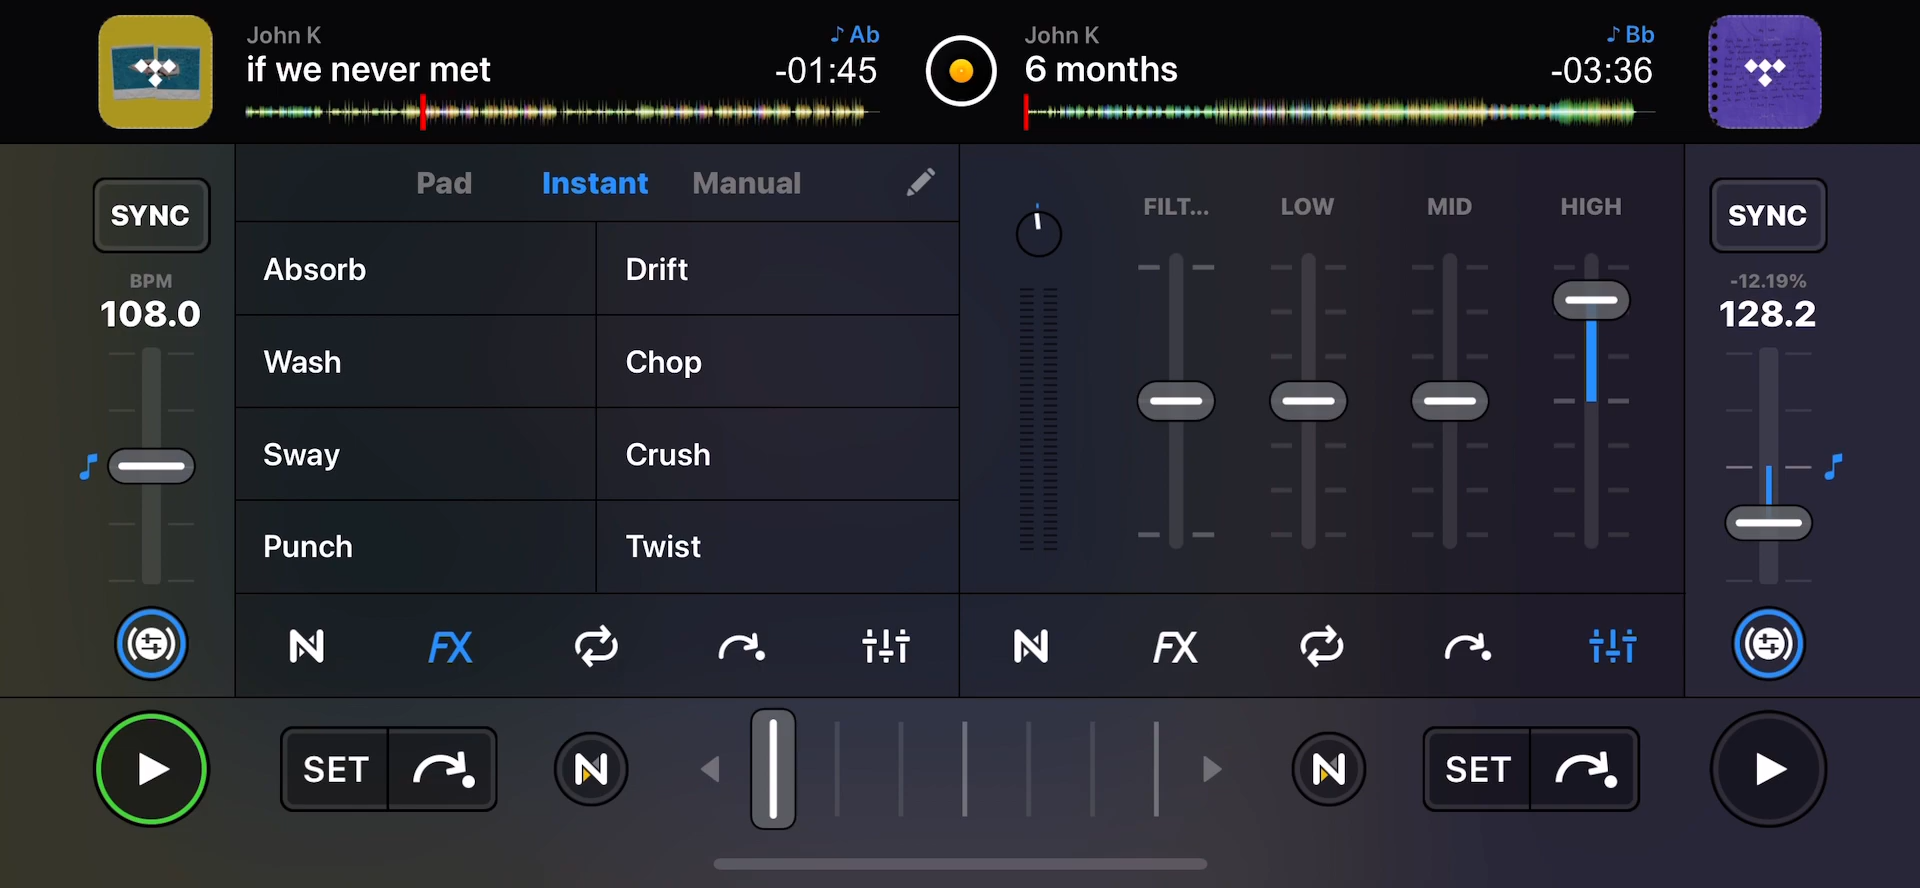 John K
♪ Ab
if we never met
-01:45
John K
♪ Bb
6 months
-03:36
SYNC
BPM
108.0
Pad
Instant
Manual
Absorb
Drift
Wash
Chop
Sway
Crush
Punch
Twist
FX
FILT...
LOW
MID
HIGH
FX
SYNC
-12.19%
128.2
SET
SET